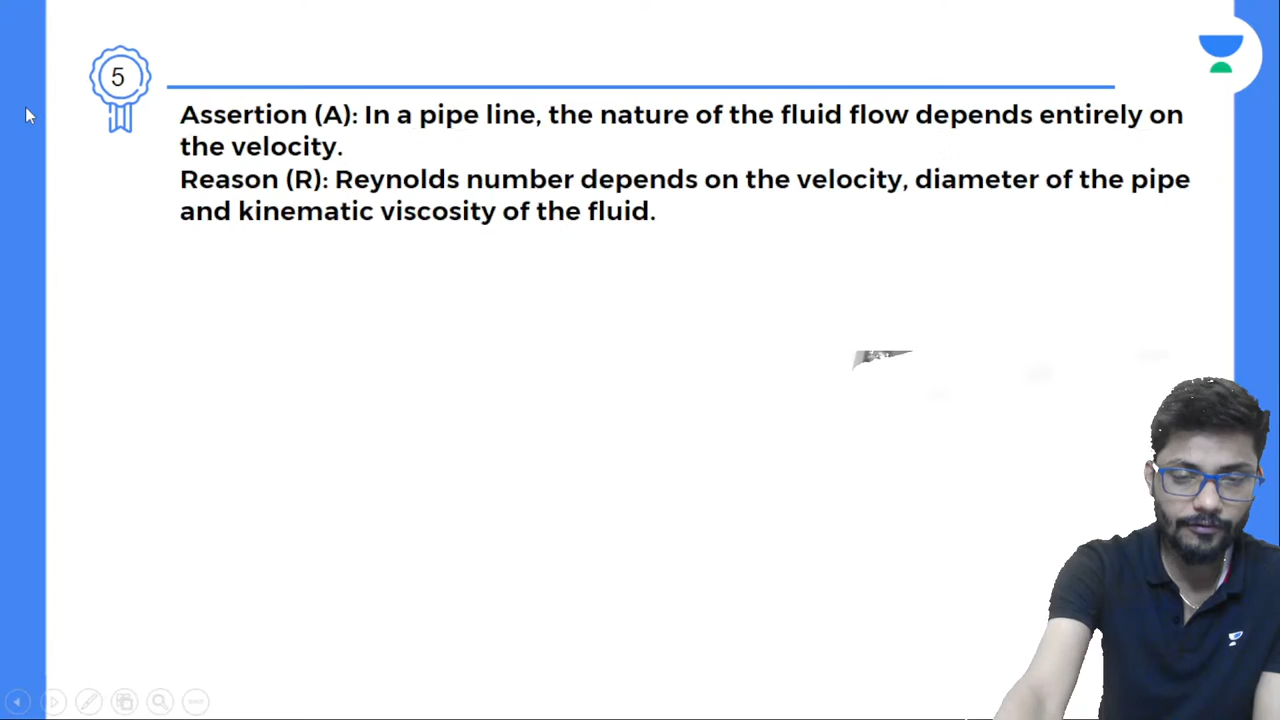 5
Assertion (A): In a pipe line, the nature of the fluid flow depends entirely on
the velocity.
Reason (R): Reynolds number depends on the velocity, diameter of the pipe
and kinematic viscosity of the fluid.